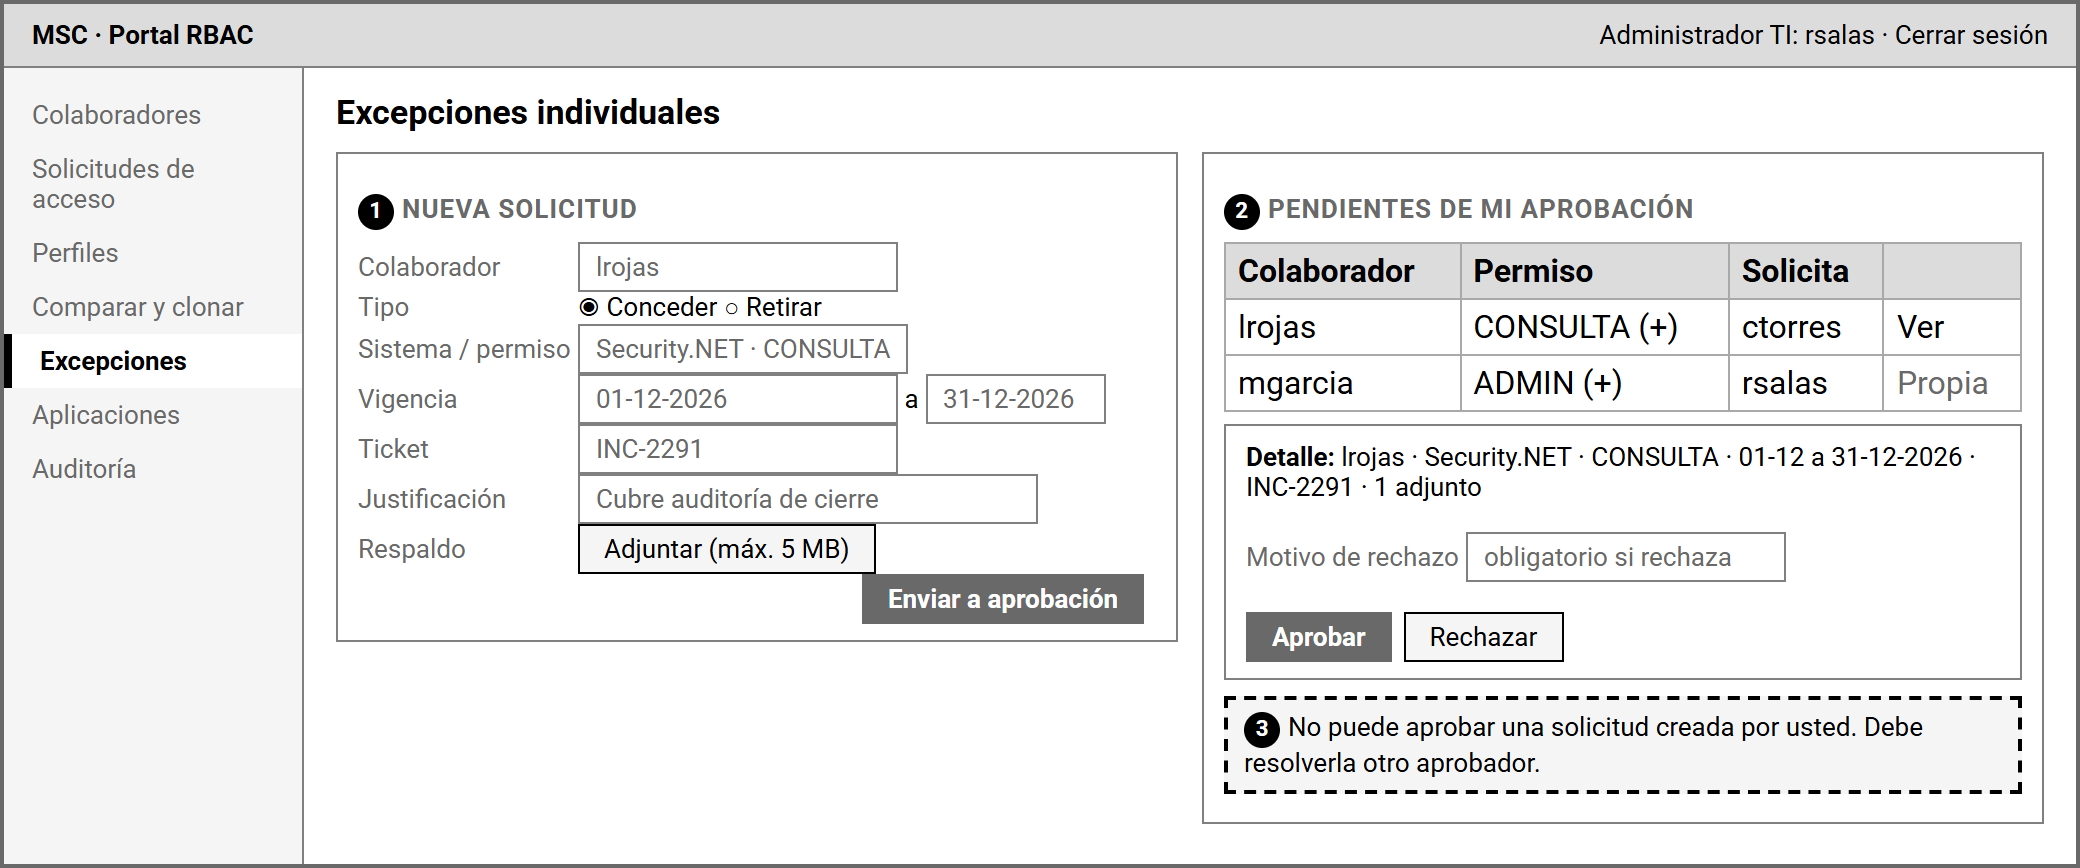 MSC · Portal RBAC
Administrador TI: rsalas · Cerrar sesión
Colaboradores
Solicitudes de
acceso
Perfiles
Comparar y clonar
Excepciones
Aplicaciones
Auditoría
Excepciones individuales
1 NUEVA SOLICITUD
Colaborador lrojas
Tipo ◉ Conceder ○ Retirar
Sistema / permiso Security.NET · CONSULTA
Vigencia 01-12-2026 a 31-12-2026
Ticket INC-2291
Justificación Cubre auditoría de cierre
Respaldo Adjuntar (máx. 5 MB)
Enviar a aprobación
2 PENDIENTES DE MI APROBACIÓN
Colaborador Permiso Solicita
lrojas CONSULTA (+) ctorres Ver
mgarcia ADMIN (+) rsalas Propia
Detalle: lrojas · Security.NET · CONSULTA · 01-12 a 31-12-2026 ·
INC-2291 · 1 adjunto
Motivo de rechazo obligatorio si rechaza
Aprobar Rechazar
3 No puede aprobar una solicitud creada por usted. Debe
resolverla otro aprobador.